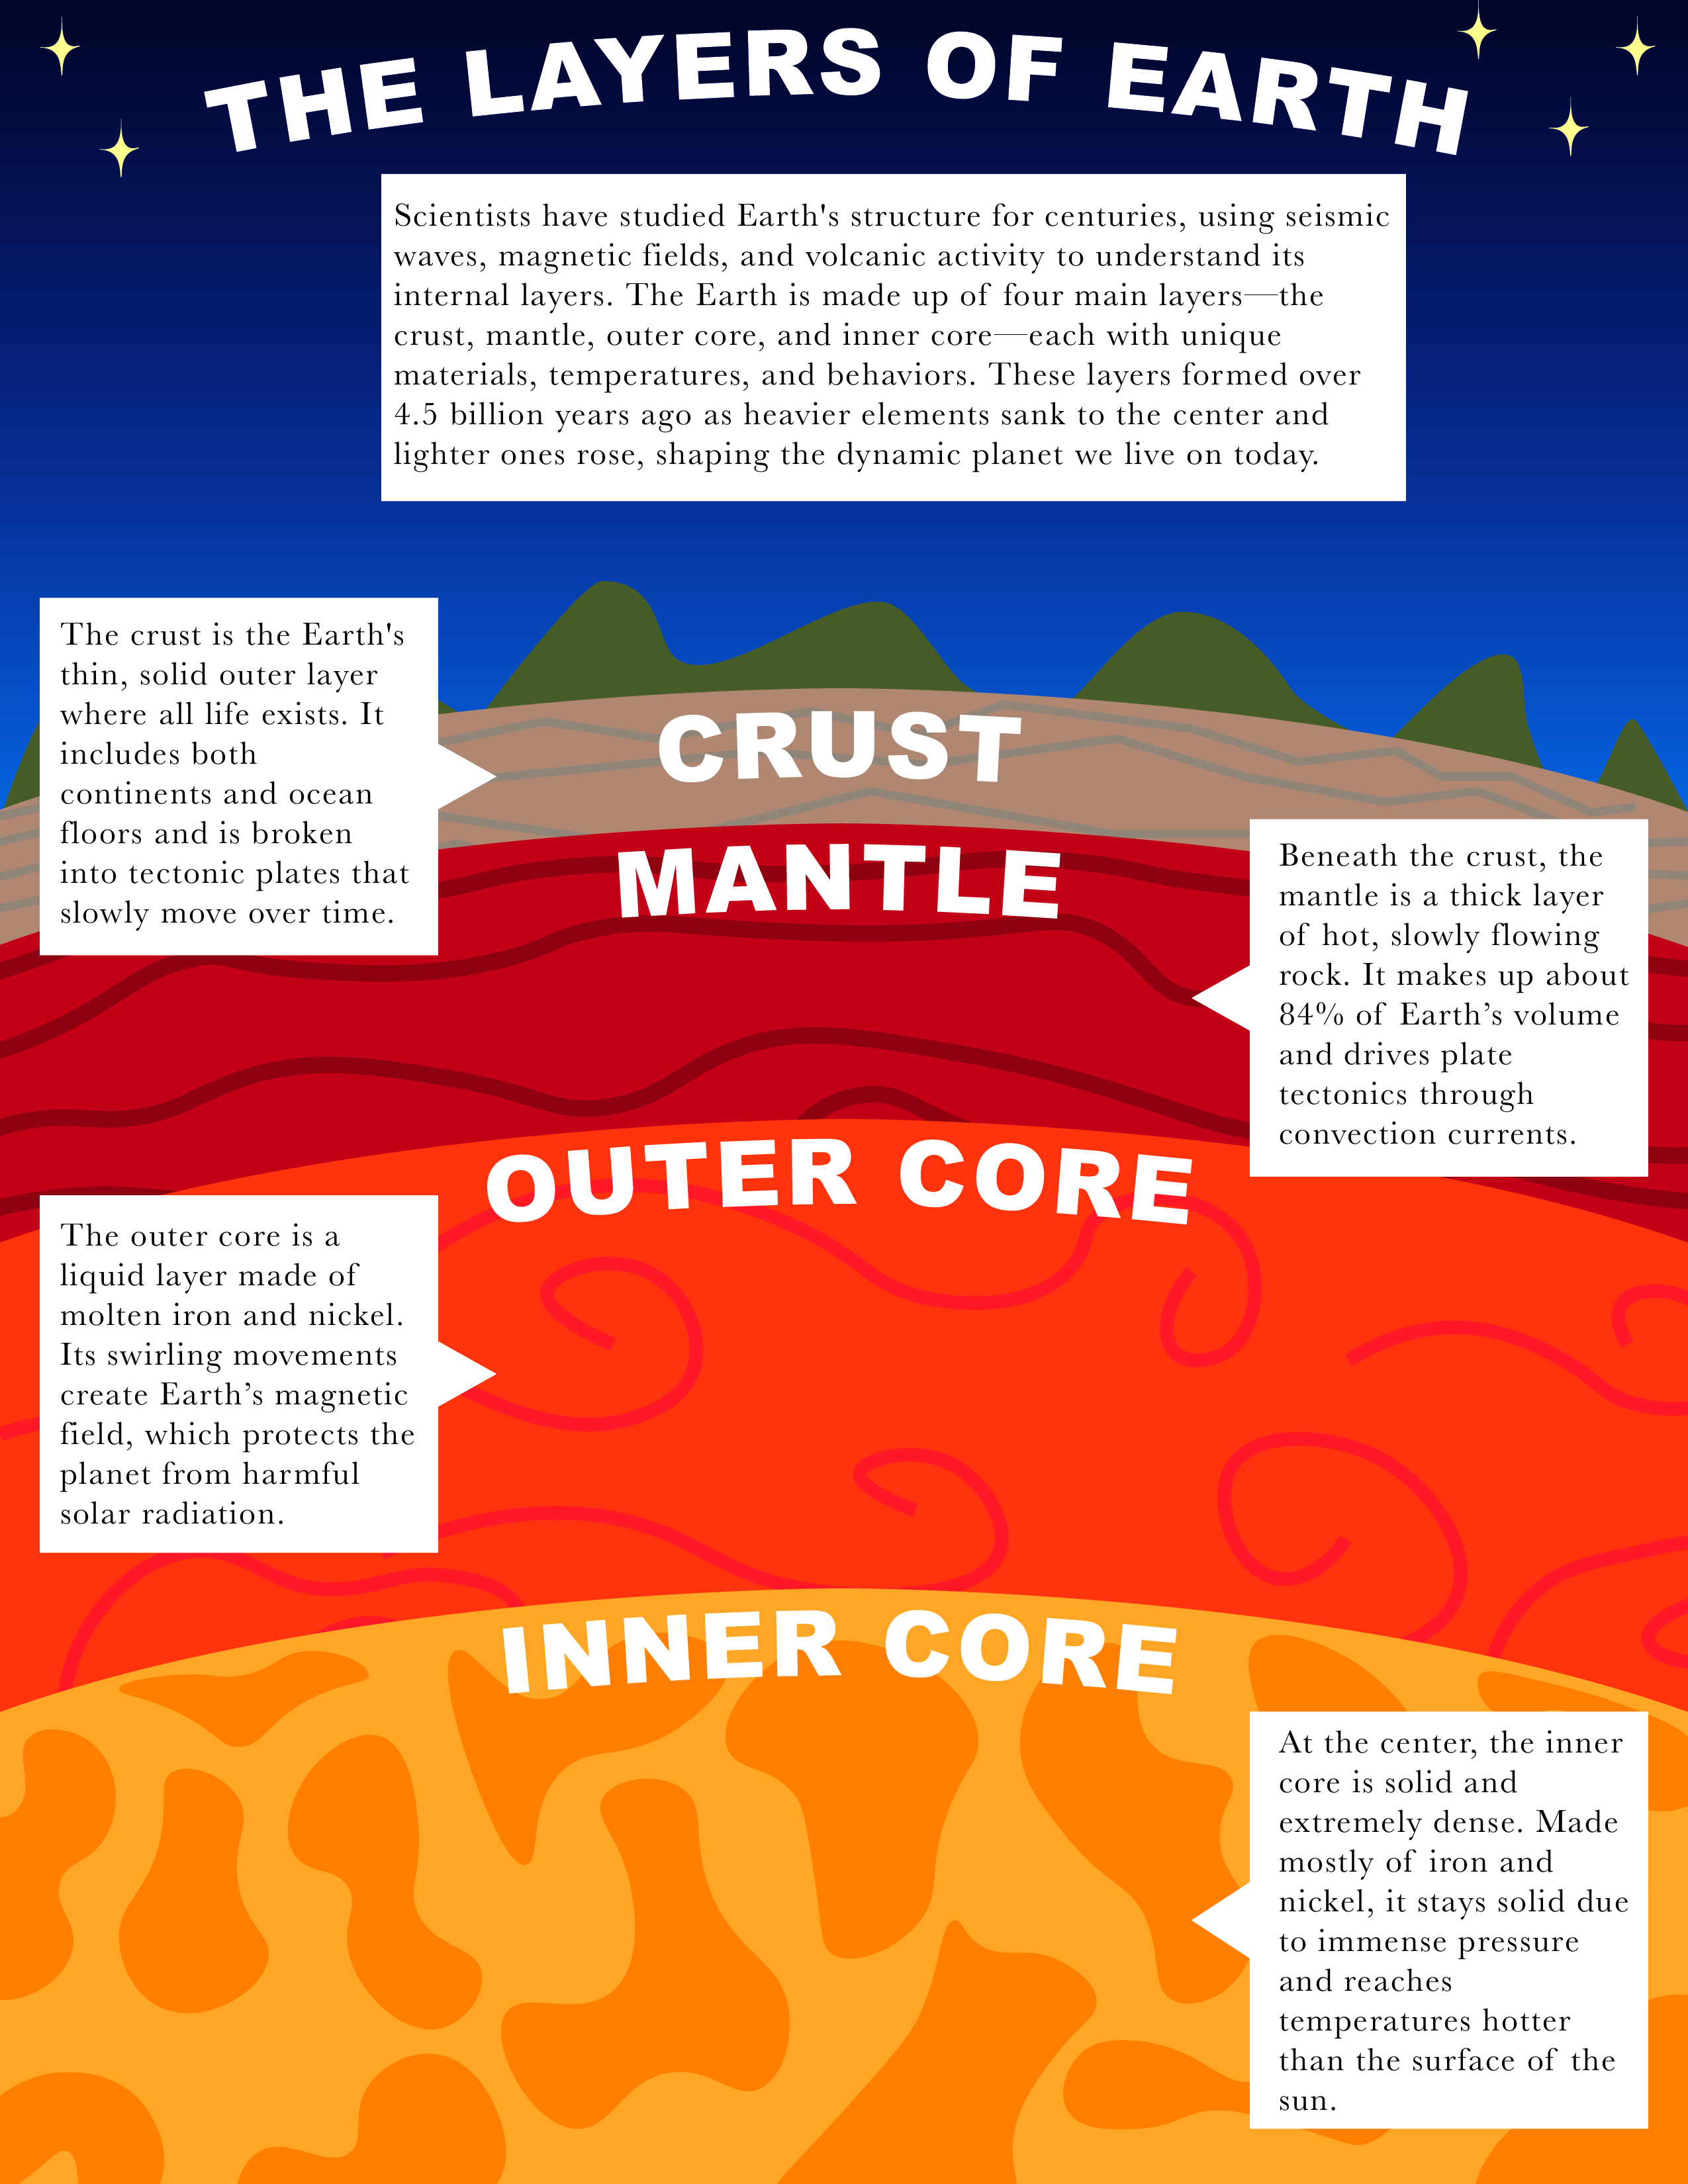 THE LAYERS OF EARTH
Scientists have studied Earth's structure for centuries, using seismic
waves, magnetic fields, and volcanic activity to understand its
internal layers. The Earth is made up of four main layers—the
crust, mantle, outer core, and inner core—each with unique
materials, temperatures, and behaviors. These layers formed over
4.5 billion years ago as heavier elements sank to the center and
lighter ones rose, shaping the dynamic planet we live on today.
The crust is the Earth's
thin, solid outer layer
where all life exists. It
includes both
continents and ocean
floors and is broken
into tectonic plates that
slowly move over time.
CRUST
MANTLE
Beneath the crust, the
mantle is a thick layer
of hot, slowly flowing
rock. It makes up about
84% of Earth’s volume
and drives plate
tectonics through
convection currents.
OUTER CORE
The outer core is a
liquid layer made of
molten iron and nickel.
Its swirling movements
create Earth’s magnetic
field, which protects the
planet from harmful
solar radiation.
INNER CORE
At the center, the inner
core is solid and
extremely dense. Made
mostly of iron and
nickel, it stays solid due
to immense pressure
and reaches
temperatures hotter
than the surface of the
sun.